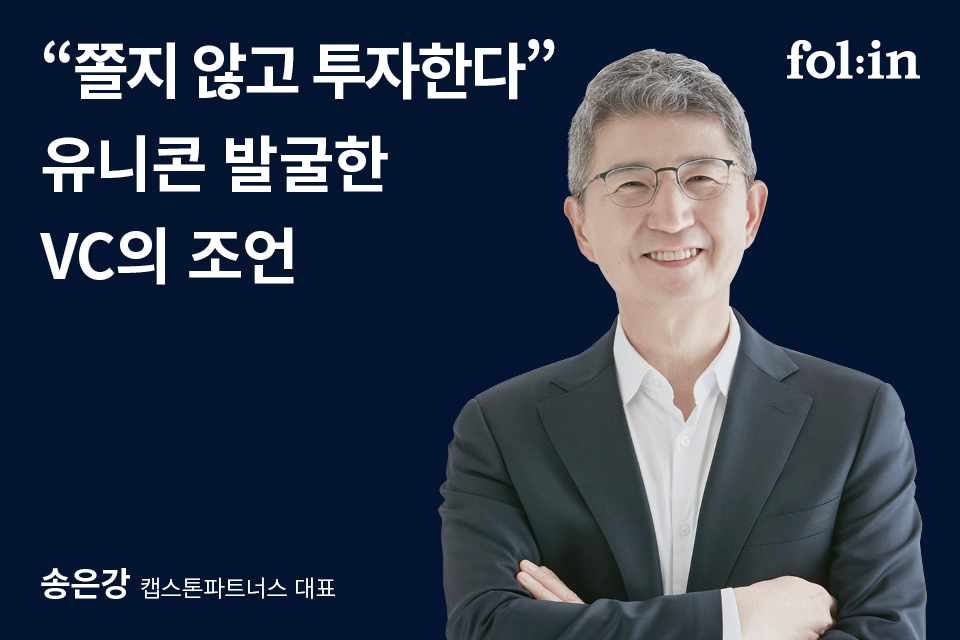 “쫄지 않고 투자한다”
유니콘 발굴한
VC의 조언
fol:in
송은강 캡스톤파트너스 대표